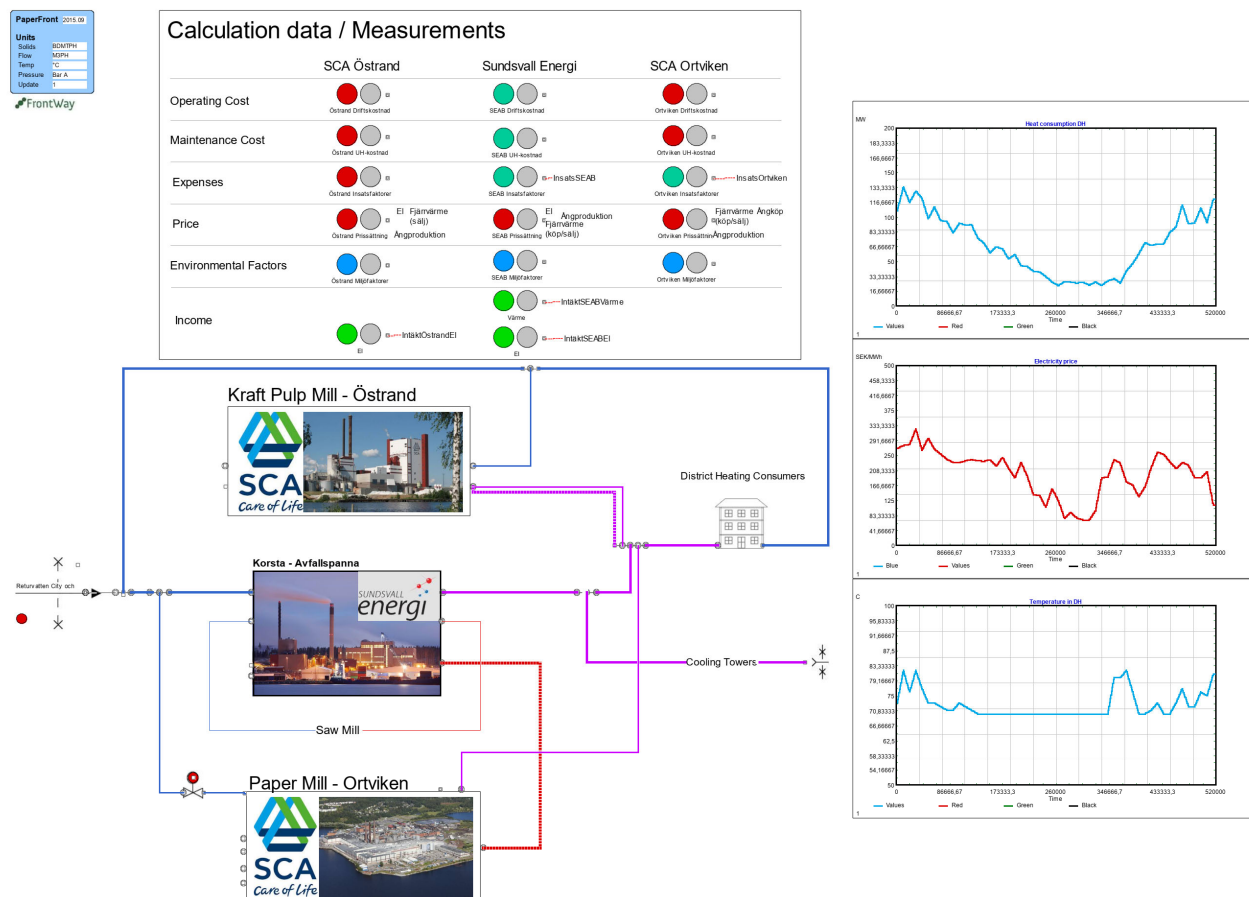 PaperFront 2015.09
Units
Solids BDMTPH
Flow M3PH
Temp °C
Pressure Bar A
Update 1
FrontWay
Calculation data / Measurements
SCA Östrand Sundsvall Energi SCA Ortviken
Operating Cost
Östrand Driftskostnad SEAB Driftskostnad Ortviken Driftskostnad
Maintenance Cost
Östrand UH-kostnad SEAB UH-kostnad Ortviken UH-kostnad
Expenses InsatsSEAB InsatsOrtviken
Östrand Insatsfaktorer SEAB Insatsfaktorer Ortviken Insatsfaktorer
Price
El Fjärrvärme (sälj) Ångproduktion
Östrand Prissättning
El Ångproduktion Fjärrvärme (köp/sälj)
SEAB Prissättning
Fjärrvärme Ångköp (köp/sälj) Ångproduktion
Ortviken Prissättning
Environmental Factors
Östrand Miljöfaktorer SEAB Miljöfaktorer Ortviken Miljöfaktorer
Income
IntäktSEABVärme
Värme
IntäktÖstrandEl IntäktSEABEl
El El
Kraft Pulp Mill - Östrand
SCA
Care of Life
District Heating Consumers
Korsta - Avfallspanna
SUNDSVALL
energi
Returvatten City och
Cooling Towers
Saw Mill
Paper Mill - Ortviken
SCA
Care of Life
MW
Heat consumption DH
200
183,3333
166,6667
150
133,3333
116,6667
100
83,33333
66,66667
50
33,33333
16,66667
0
0 86666,67 173333,3 260000 346666,7 433333,3 520000
Time
Values Red Green Black
1
SEK/MWh
Electricity price
500
458,3333
416,6667
375
333,3333
291,6667
250
208,3333
166,6667
125
83,33333
41,66667
0
0 86666,67 173333,3 260000 346666,7 433333,3 520000
Time
Blue Values Green Black
1
C
Temperature in DH
100
95,83333
91,66667
87,5
83,33333
79,16667
75
70,83333
66,66667
62,5
58,33333
54,16667
50
0 86666,67 173333,3 260000 346666,7 433333,3 520000
Time
Values Red Green Black
1